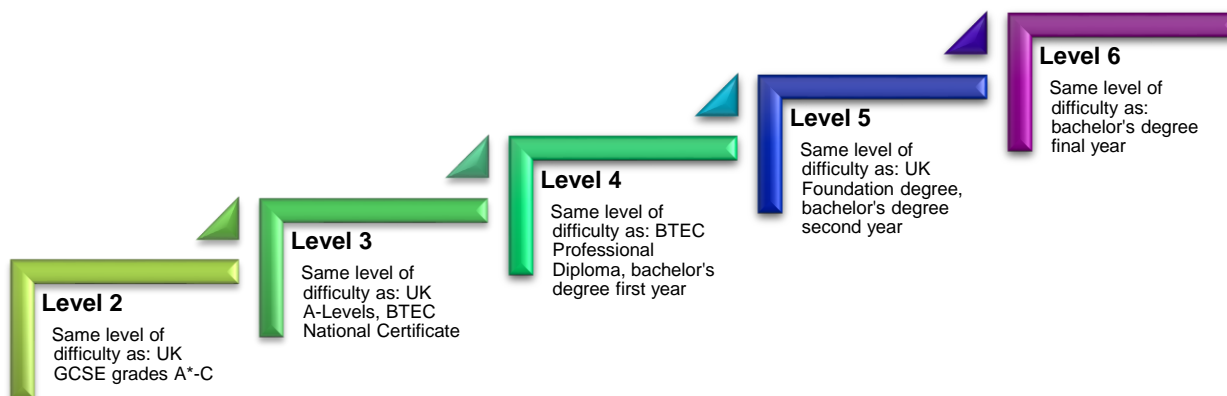 Level 2
Same level of
difficulty as: UK
GCSE grades A*-C
Level 3
Same level of
difficulty as: UK
A-Levels, BTEC
National Certificate
Level 4
Same level of
difficulty as: BTEC
Professional
Diploma, bachelor's
degree first year
Level 5
Same level of
difficulty as: UK
Foundation degree,
bachelor's degree
second year
Level 6
Same level of
difficulty as:
bachelor's degree
final year